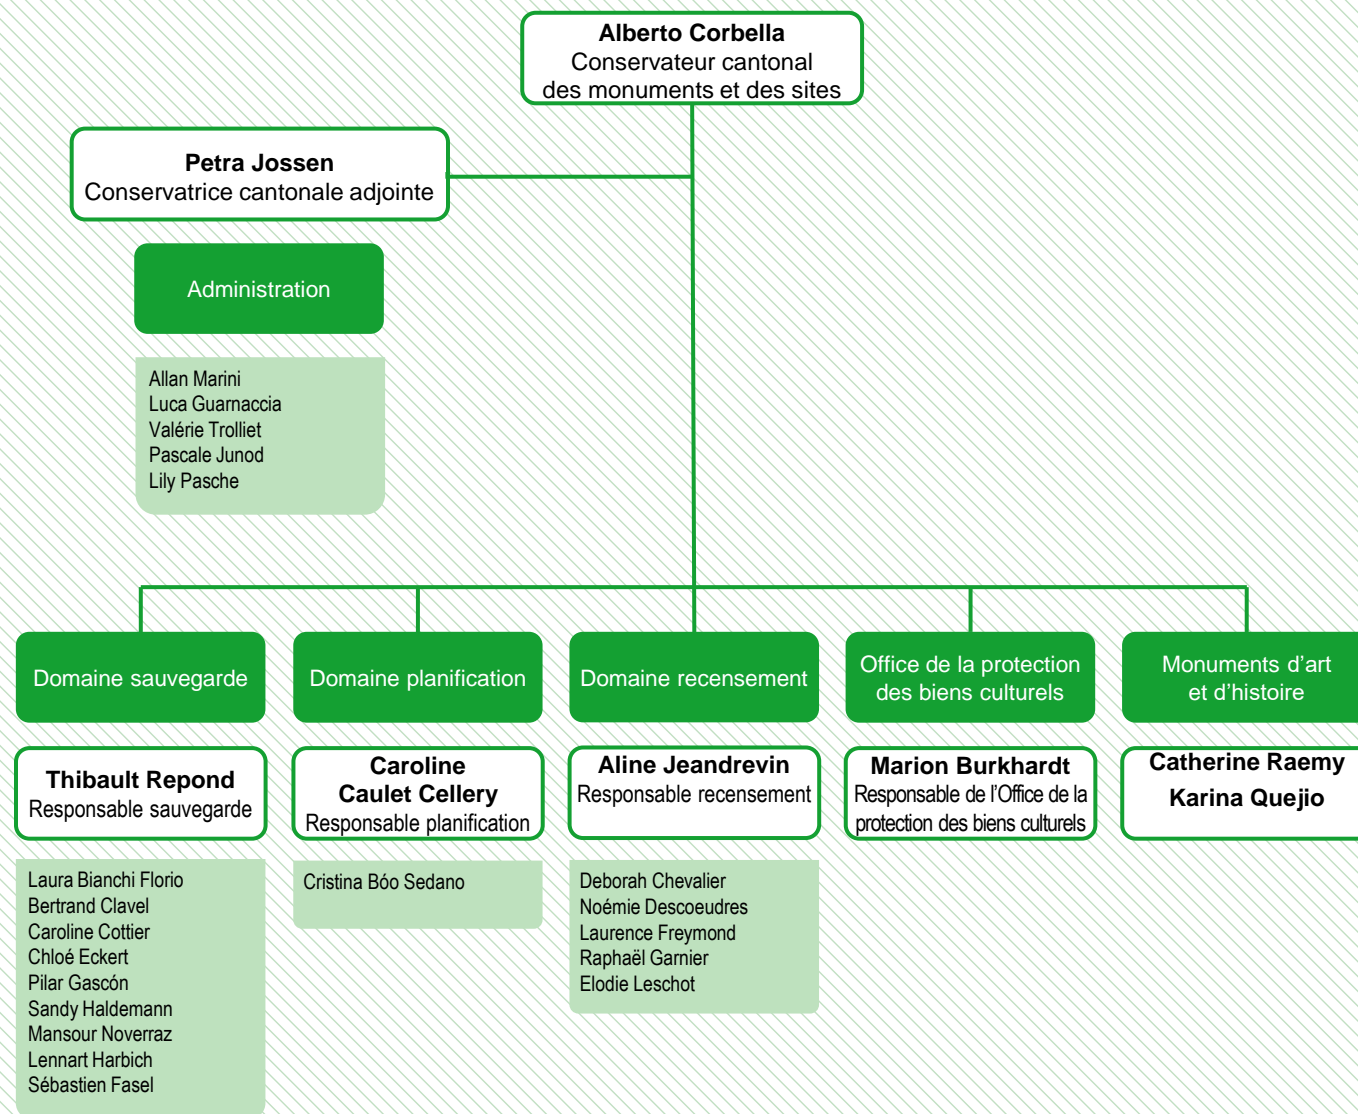 Alberto Corbella
Conservateur cantonal
des monuments et des sites
Petra Jossen
Conservatrice cantonale adjointe
Administration
Allan Marini
Luca Guarnaccia
Valérie Trolliet
Pascale Junod
Lily Pasche
Domaine sauvegarde
Thibault Repond
Responsable sauvegarde
Laura Bianchi Florio
Bertrand Clavel
Caroline Cottier
Chloé Eckert
Pilar Gascón
Sandy Haldemann
Mansour Noverraz
Lennart Harbich
Sébastien Fasel
Domaine planification
Caroline
Caulet Cellery
Responsable planification
Cristina Bóo Sedano
Domaine recensement
Aline Jeandrevin
Responsable recensement
Deborah Chevalier
Noémie Descoeudres
Laurence Freymond
Raphaël Garnier
Elodie Leschot
Office de la protection
des biens culturels
Marion Burkhardt
Responsable de l’Office de la
protection des biens culturels
Monuments d’art
et d’histoire
Catherine Raemy
Karina Quejio